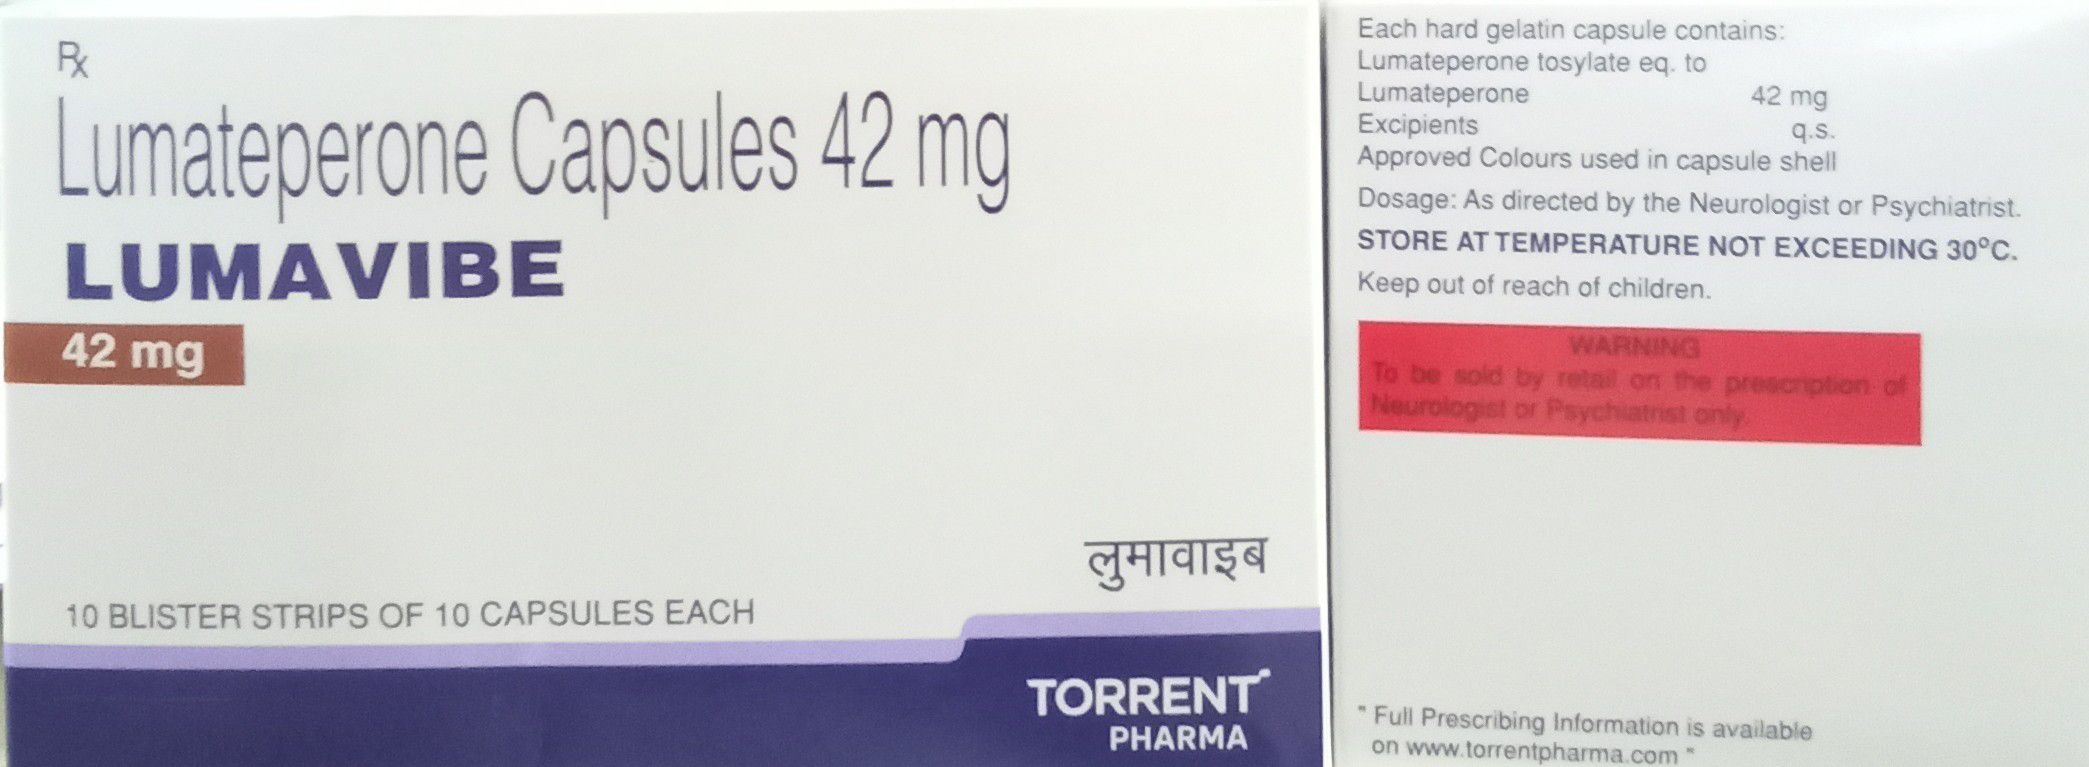 Rx
Lumateperone Capsules 42 mg
LUMAVIBE
42 mg
लुमावाइब
10 BLISTER STRIPS OF 10 CAPSULES EACH
TORRENT
PHARMA
Each hard gelatin capsule contains:
Lumateperone tosylate eq. to
Lumateperone 42 mg
Excipients q.s.
Approved Colours used in capsule shell
Dosage: As directed by the Neurologist or Psychiatrist.
STORE AT TEMPERATURE NOT EXCEEDING 30°C.
Keep out of reach of children.
WARNING
To be sold by retail on the prescription of
Neurologist or Psychiatrist only.
" Full Prescribing Information is available
on www.torrentpharma.com "